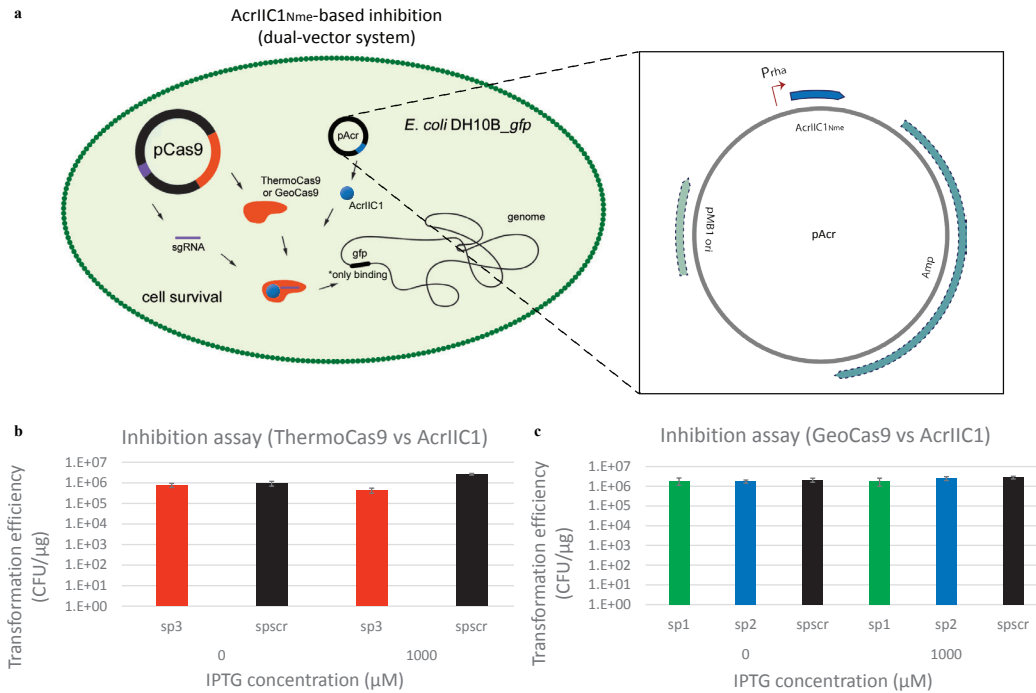 a
AcrIIC1Nme-based inhibition
(dual-vector system)
pCas9
pAcr
E. coli DH10B_gfp
ThermoCas9
or GeoCas9
AcrIIC1
sgRNA
genome
gfp
*only binding
cell survival
Prha
AcrIIC1Nme
pMB1 ori
pAcr
Amp
b
Inhibition assay (ThermoCas9 vs AcrIIC1)
Transformation efficiency
(CFU/µg)
1.E+07
1.E+06
1.E+05
1.E+04
1.E+03
1.E+02
1.E+01
1.E+00
sp3 spscr sp3 spscr
0 1000
IPTG concentration (µM)
c
Inhibition assay (GeoCas9 vs AcrIIC1)
Transformation efficiency
(CFU/µg)
1.E+07
1.E+06
1.E+05
1.E+04
1.E+03
1.E+02
1.E+01
1.E+00
sp1 sp2 spscr sp1 sp2 spscr
0 1000
IPTG concentration (µM)